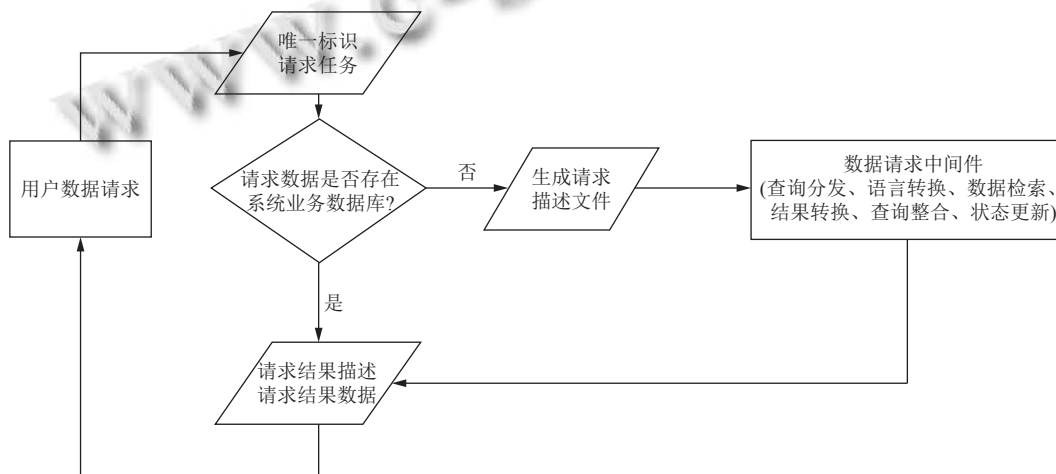 唯一标识
请求任务
用户数据请求
请求数据是否存在
系统业务数据库?
否
生成请求
描述文件
数据请求中间件
(查询分发、语言转换、数据检索、
结果转换、查询整合、状态更新)
是
请求结果描述
请求结果数据